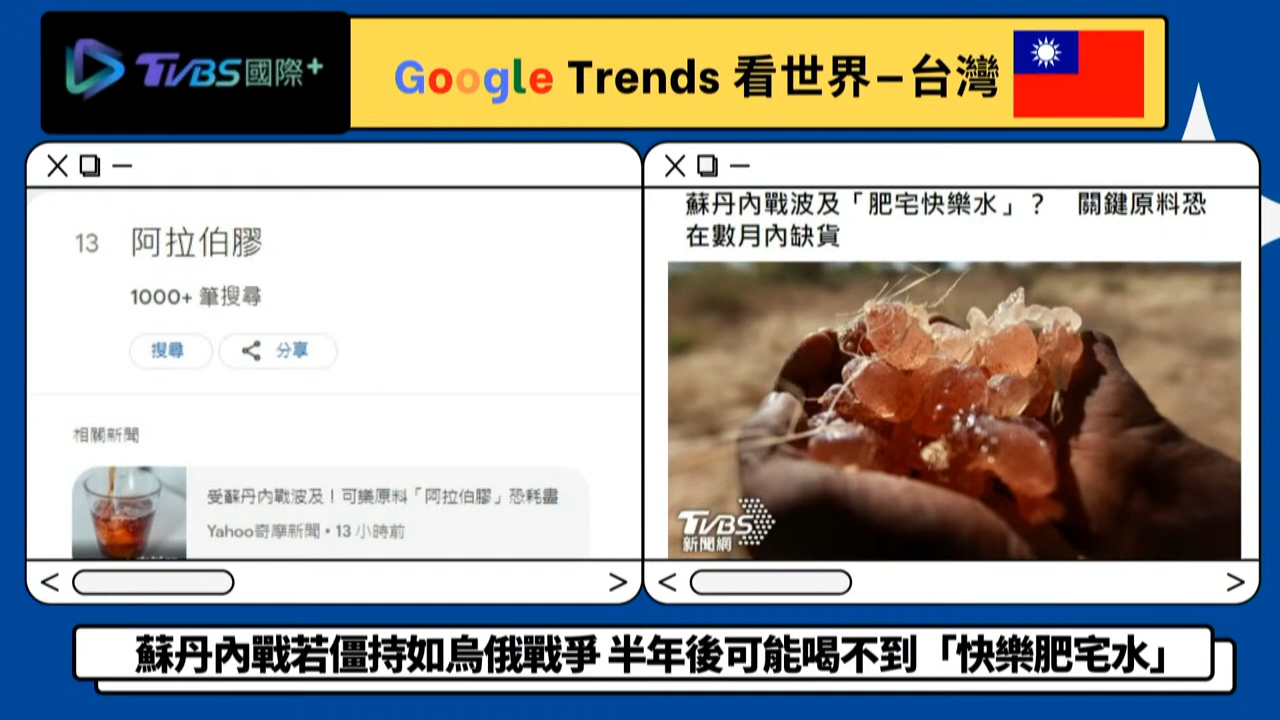 TVBS國際+
Google Trends 看世界–台灣
13 阿拉伯膠
1000+ 筆搜尋
搜尋 分享
相關新聞
受蘇丹內戰波及！可樂原料「阿拉伯膠」恐耗盡
Yahoo奇摩新聞・13 小時前
蘇丹內戰波及「肥宅快樂水」？ 關鍵原料恐
在數月內缺貨
TVBS
新聞網
蘇丹內戰若僵持如烏俄戰爭 半年後可能喝不到「快樂肥宅水」